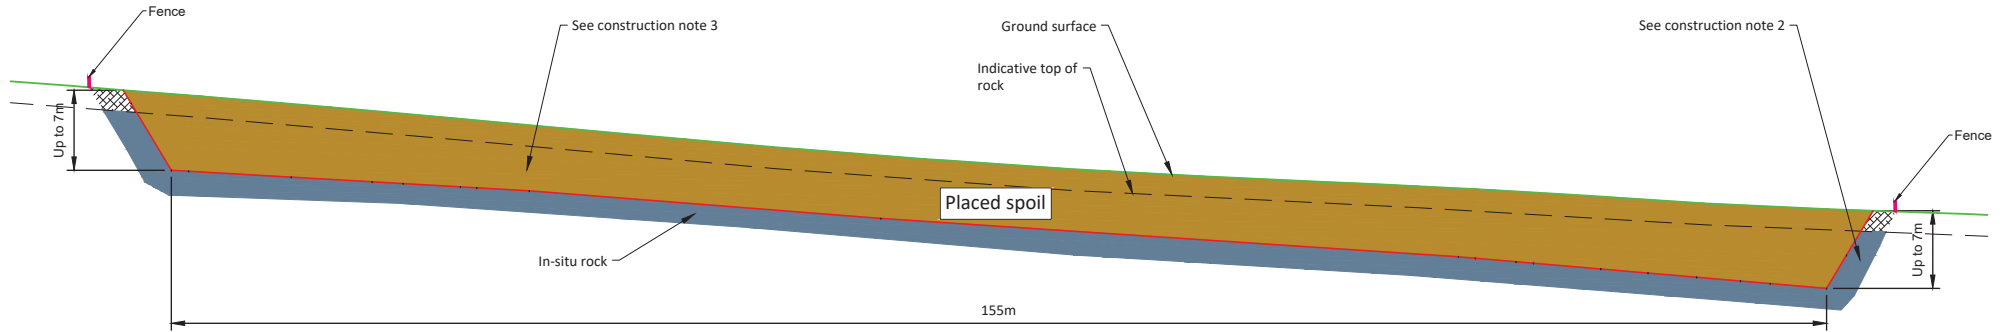 Fence
See construction note 3
Ground surface
See construction note 2
Indicative top of
rock
Up to 7m
Fence
Placed spoil
In-situ rock
Up to 7m
155m